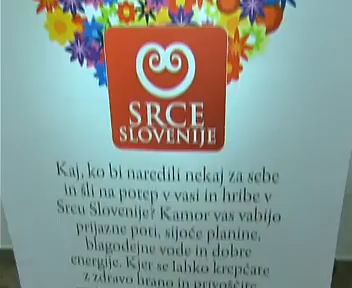 SRCE
SLOVENIJE
Kaj, ko bi naredili nekaj za sebe
in šli na potep v vasi in hribe v
Srcu Slovenije? Kamor vas vabijo
prijazne poti, sijoče planine,
blagodejne vode in dobre
energije. Kjer se lahko krepčate
z zdravo hrano in privoščite